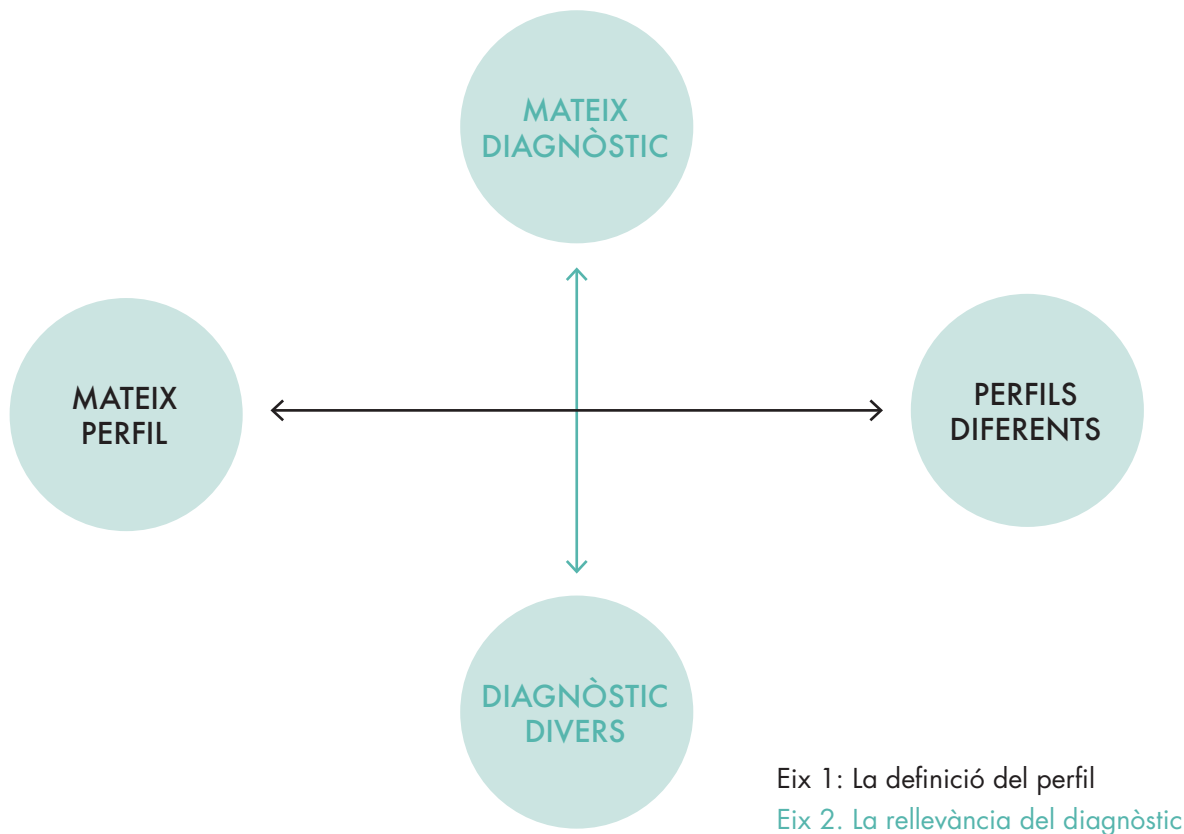 MATEIX
DIAGNÒSTIC
MATEIX
PERFIL
PERFILS
DIFERENTS
DIAGNÒSTIC
DIVERS
Eix 1: La definició del perfil
Eix 2. La rellevància del diagnòstic